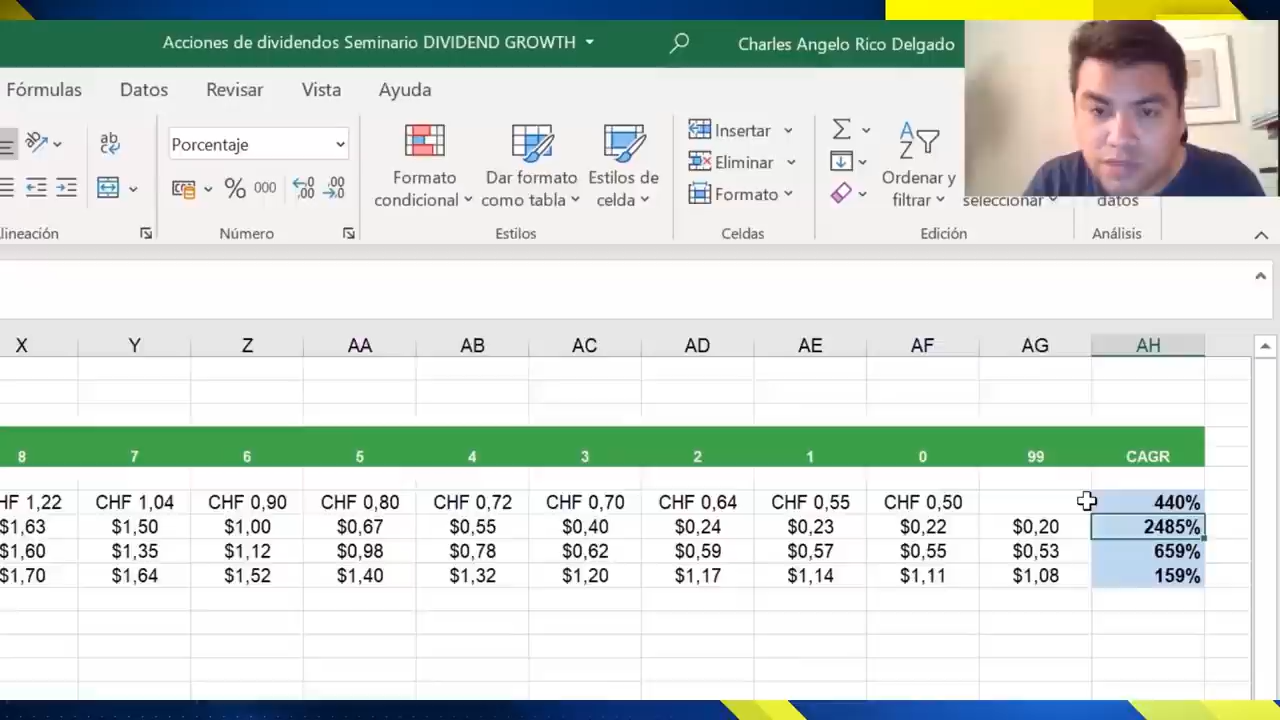 Acciones de dividendos Seminario DIVIDEND GROWTH
Charles Angelo Rico Delgado
Fórmulas Datos Revisar Vista Ayuda
ab
Porcentaje
Insertar
Σ
A
Z
Formato
condicional
Dar formato
como tabla
Estilos de
celda
Eliminar
Ordenar y
filtrar
% 000
,00
,00
Formato
seleccionar
datos
lineación
Número
Estilos
Celdas
Edición
Análisis
X Y Z AA AB AC AD AE AF AG AH
8 7 6 5 4 3 2 1 0 99 CAGR
HF 1,22 CHF 1,04 CHF 0,90 CHF 0,80 CHF 0,72 CHF 0,70 CHF 0,64 CHF 0,55 CHF 0,50 440%
$1,63 $1,50 $1,00 $0,67 $0,55 $0,40 $0,24 $0,23 $0,22 $0,20 2485%
$1,60 $1,35 $1,12 $0,98 $0,78 $0,62 $0,59 $0,57 $0,55 $0,53 659%
$1,70 $1,64 $1,52 $1,40 $1,32 $1,20 $1,17 $1,14 $1,11 $1,08 159%